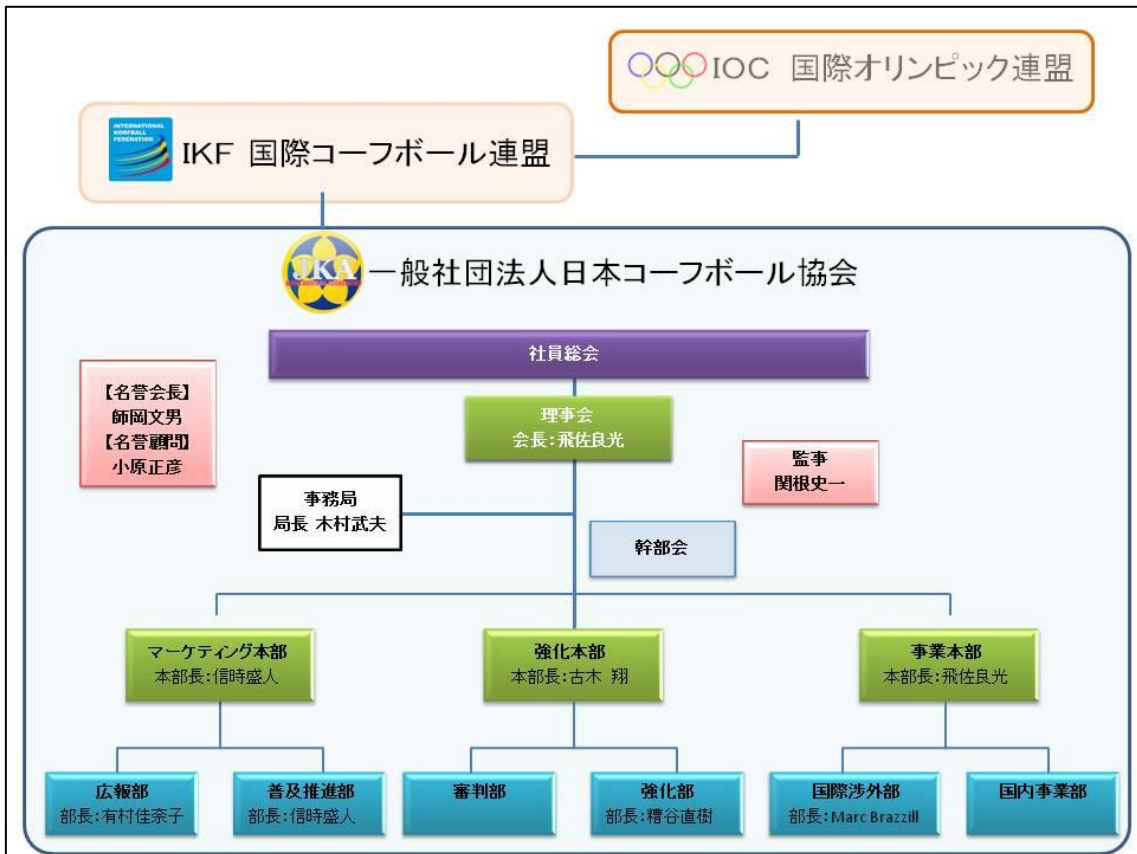 IOC 国際オリンピック連盟
INTERNATIONAL
KORFBALL
FEDERATION
IKF 国際コーフボール連盟
JKA
一般社団法人日本コーフボール協会
社員総会
【名誉会長】
師岡文男
【名誉顧問】
小原正彦
理事会
会長:飛佐良光
監事
関根史一
事務局
局長 木村武夫
幹部会
マーケティング本部
本部長:信時盛人
強化本部
本部長:古木 翔
事業本部
本部長:飛佐良光
広報部
部長:有村佳奈子
普及推進部
部長:信時盛人
審判部
強化部
部長:糟谷直樹
国際渉外部
部長:Marc Brazzill
国内事業部